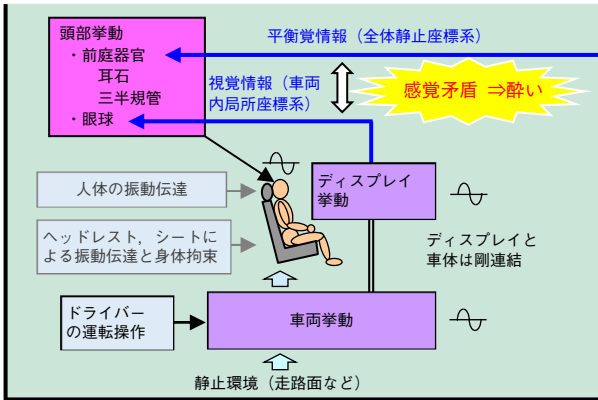 頭部挙動
・前庭器官
耳石
三半規管
・眼球
平衡覚情報（全体静止座標系）
視覚情報（車両
内局所座標系）
感覚矛盾 ⇒酔い
人体の振動伝達
ディスプレイ
挙動
ヘッドレスト，シートに
よる振動伝達と身体拘束
ディスプレイと
車体は剛連結
ドライバー
の運転操作
車両挙動
静止環境（走路面など）